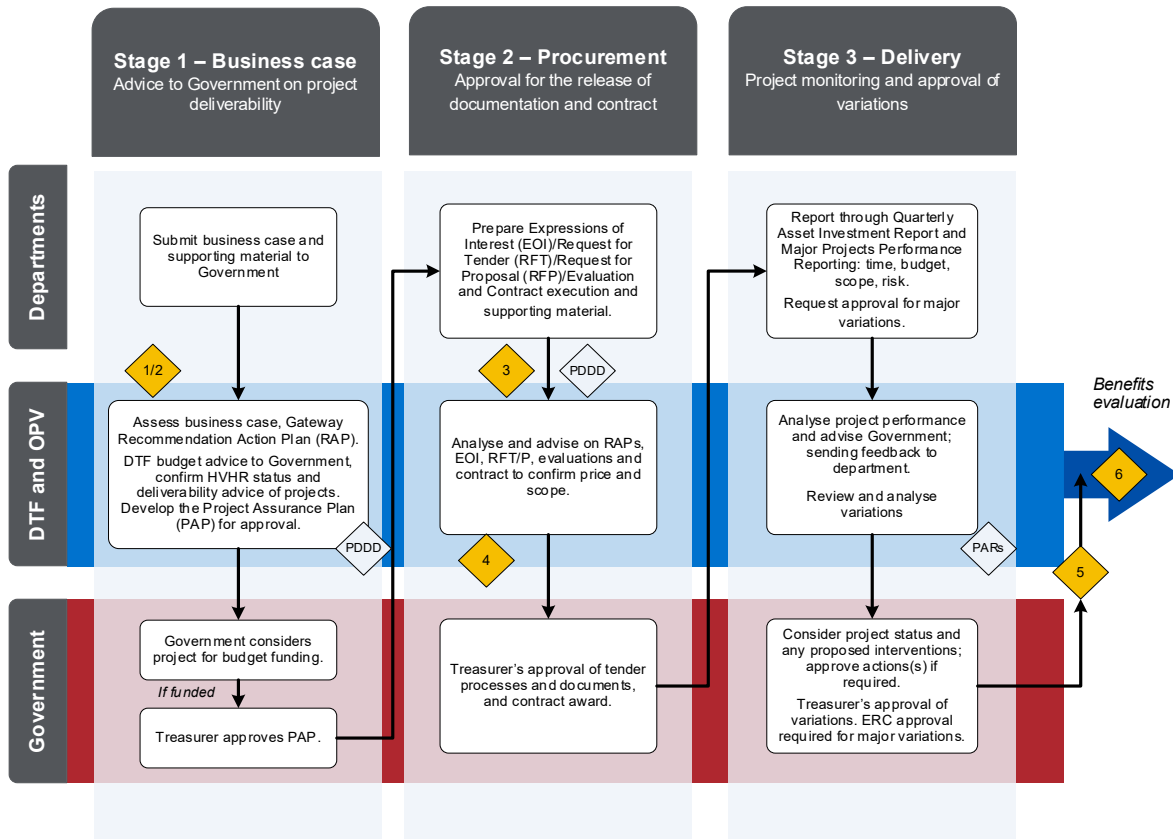 Stage 1 – Business case
Advice to Government on project
deliverability
Stage 2 – Procurement
Approval for the release of
documentation and contract
Stage 3 – Delivery
Project monitoring and approval of
variations
Departments
Submit business case and
supporting material to
Government
Prepare Expressions of
Interest (EOI)/Request for
Tender (RFT)/Request for
Proposal (RFP)/Evaluation
and Contract execution and
supporting material.
Report through Quarterly
Asset Investment Report and
Major Projects Performance
Reporting: time, budget,
scope, risk.
Request approval for major
variations.
1/2
3
PDDD
DTF and OPV
Assess business case, Gateway
Recommendation Action Plan (RAP).
DTF budget advice to Government,
confirm HVHR status and
deliverability advice of projects.
Develop the Project Assurance Plan
(PAP) for approval.
PDDD
Analyse and advise on RAPs,
EOI, RFT/P, evaluations and
contract to confirm price and
scope.
4
Analyse project performance
and advise Government;
sending feedback to
department.
Review and analyse
variations
PARs
Benefits
evaluation
6
5
Government
Government considers
project for budget funding.
If funded
Treasurer approves PAP.
Treasurer’s approval of tender
processes and documents,
and contract award.
Consider project status and
any proposed interventions;
approve actions(s) if
required.
Treasurer’s approval of
variations. ERC approval
required for major variations.